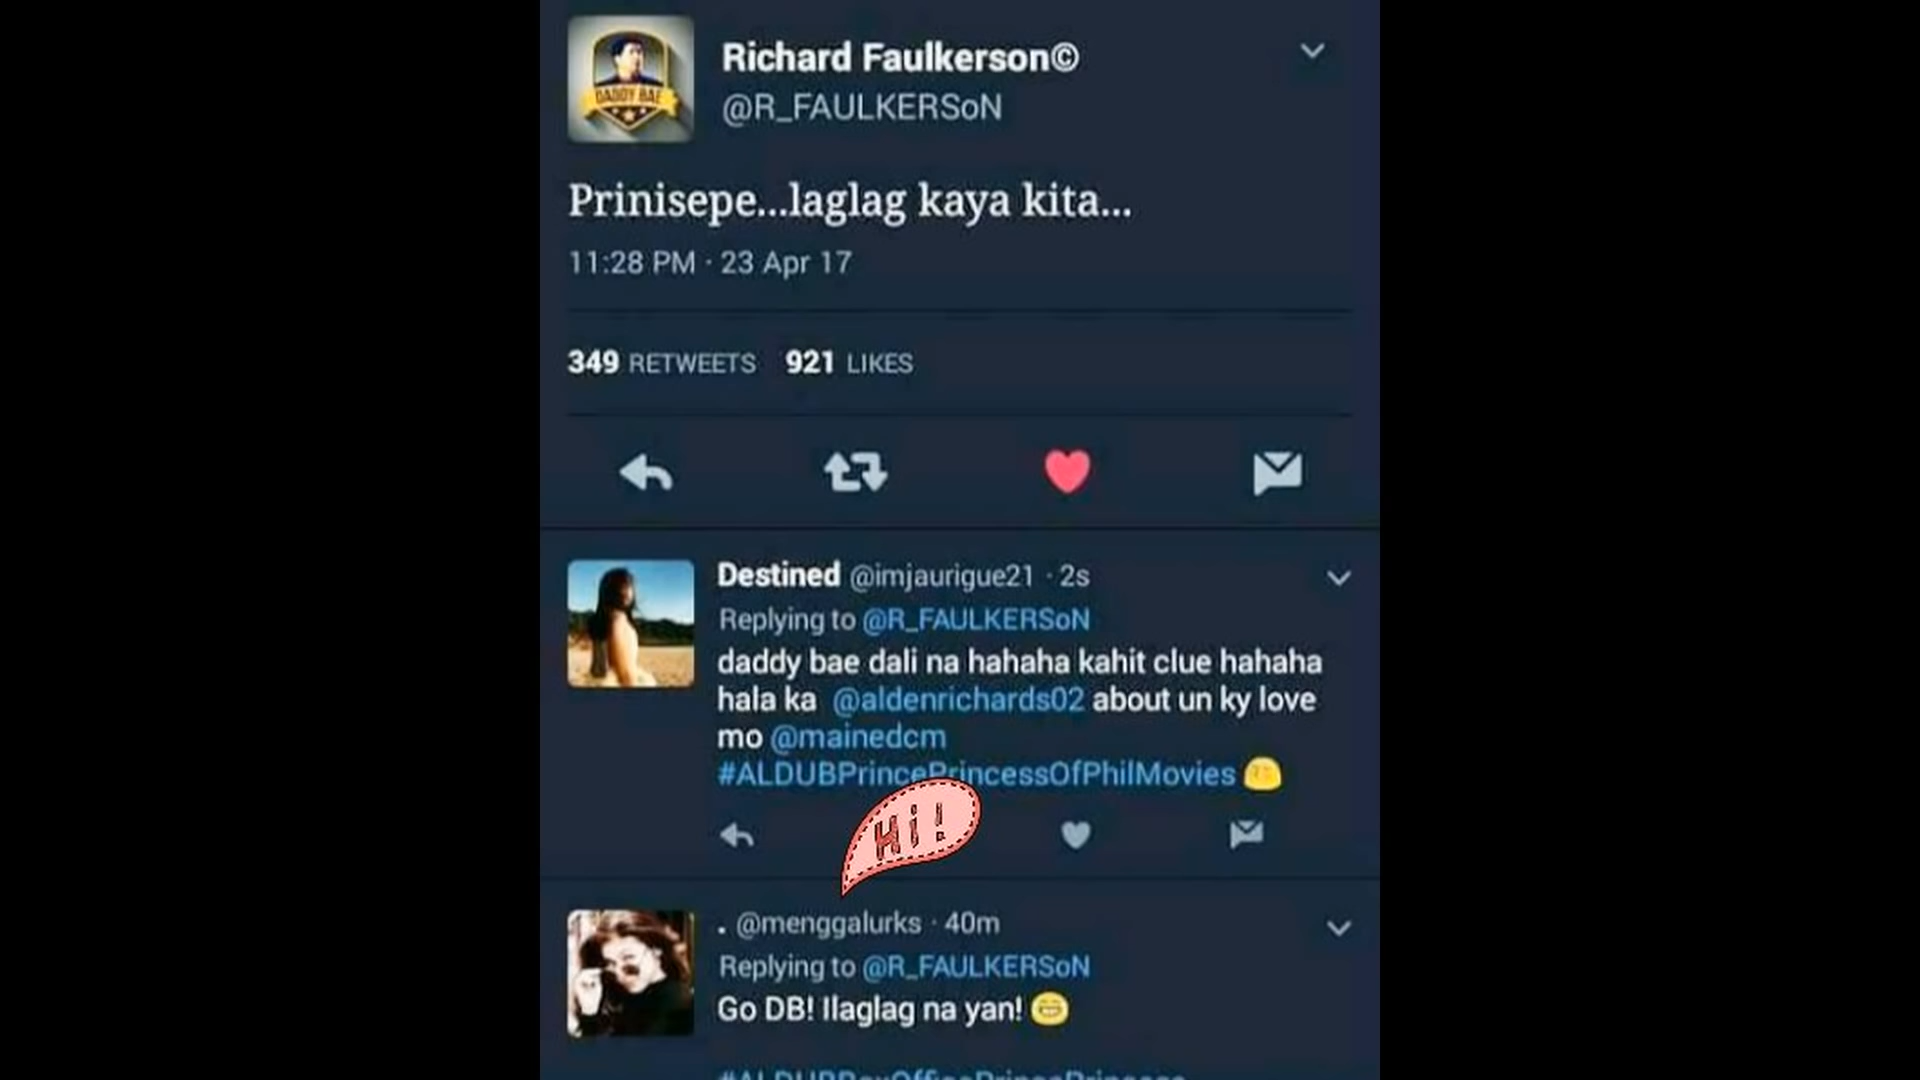 Richard Faulkerson©
@R_FAULKERSoN
DADDY BAE
Prinisepe...laglag kaya kita...
11:28 PM · 23 Apr 17
349 RETWEETS 921 LIKES
Destined @imjaurigue21 · 2s
Replying to @R_FAULKERSoN
daddy bae dali na hahaha kahit clue hahaha
hala ka @aldenrichards02 about un ky love
mo @mainedcm
#ALDUBPrincePrincessOfPhilMovies
Hi!
. @menggalurks · 40m
Replying to @R_FAULKERSoN
Go DB! Ilaglag na yan!
#ALDUBBoxOfficePrincePrincess